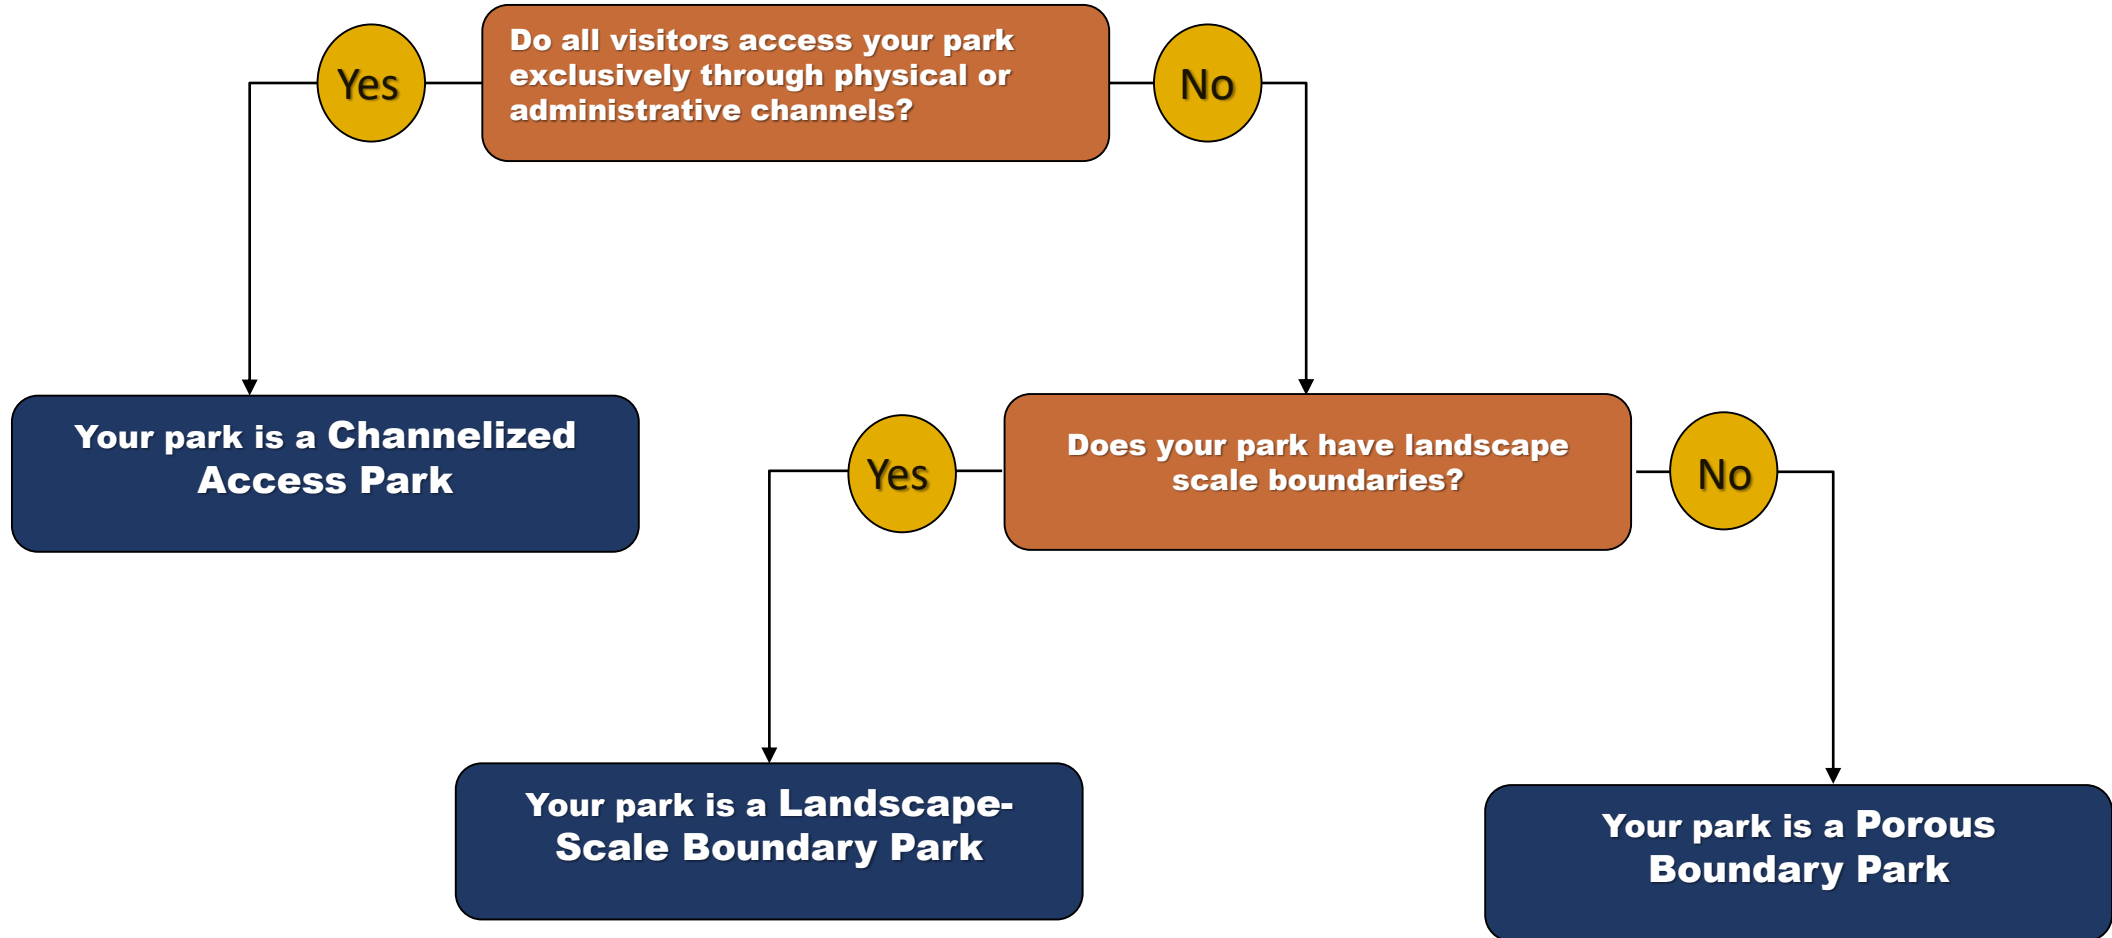 Do all visitors access your park
exclusively through physical or
administrative channels?
Yes
No
Your park is a Channelized
Access Park
Does your park have landscape
scale boundaries?
Yes
No
Your park is a Landscape-
Scale Boundary Park
Your park is a Porous
Boundary Park